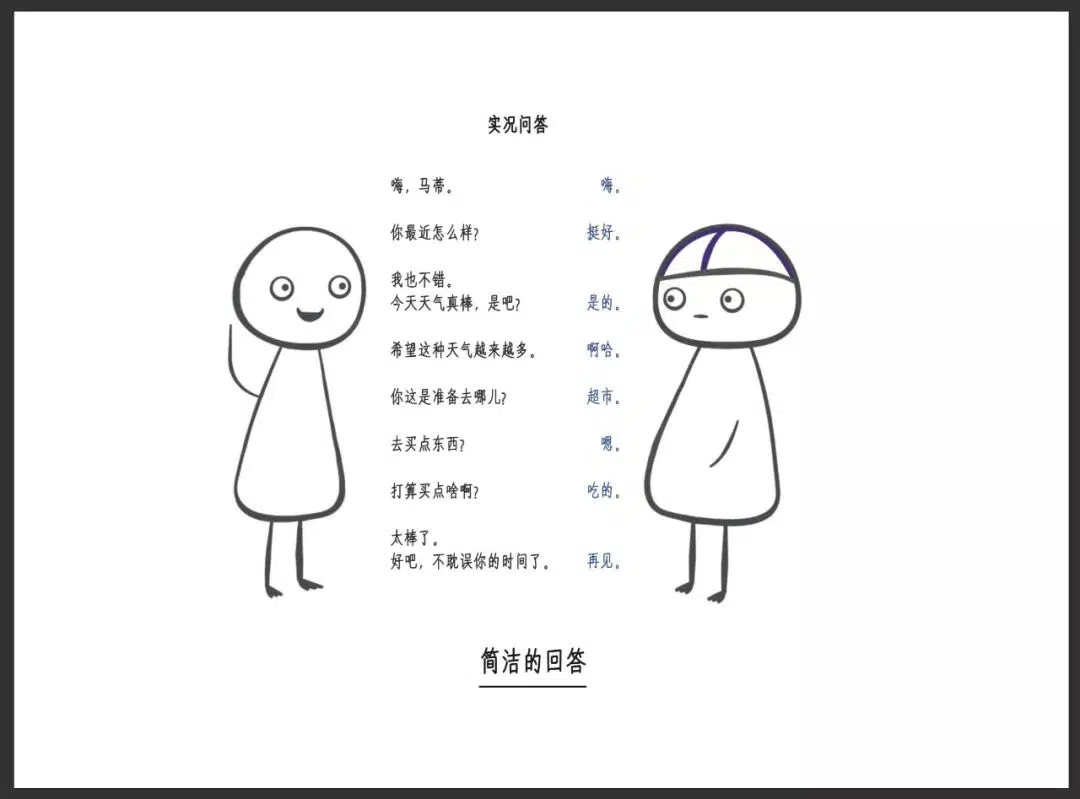 实况问答
嗨，马蒂。 嗨。
你最近怎么样? 挺好。
我也不错。
今天天气真棒，是吧? 是的。
希望这种天气越来越多。 啊哈。
你这是准备去哪儿? 超市。
去买点东西? 嗯。
打算买点啥啊? 吃的。
太棒了。
好吧，不耽误你的时间了。 再见。
简洁的回答